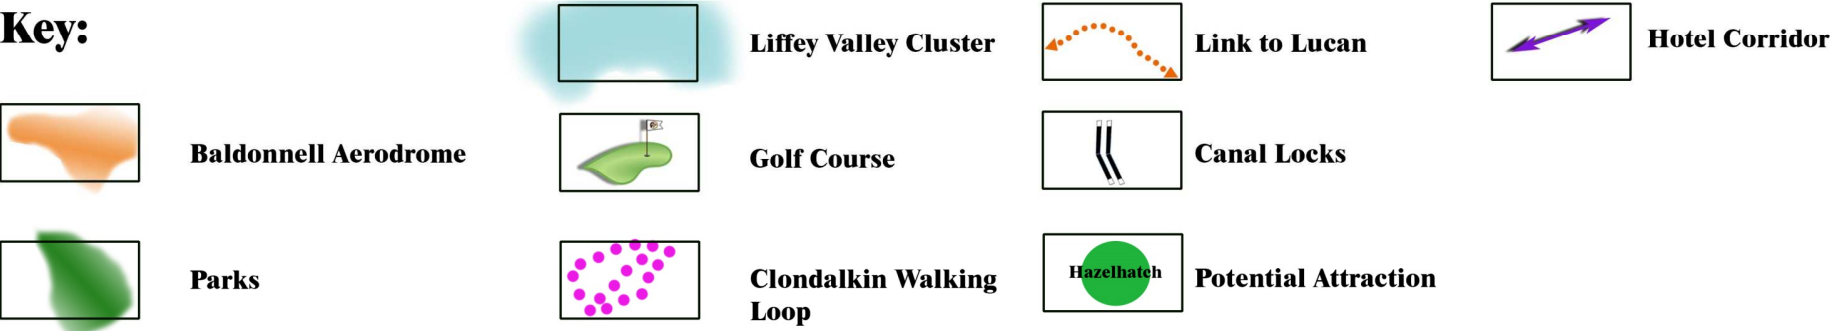 Key:
Liffey Valley Cluster
Link to Lucan
Hotel Corridor
Baldonnell Aerodrome
Golf Course
Canal Locks
Parks
Clondalkin Walking
Loop
Hazelhatch
Potential Attraction